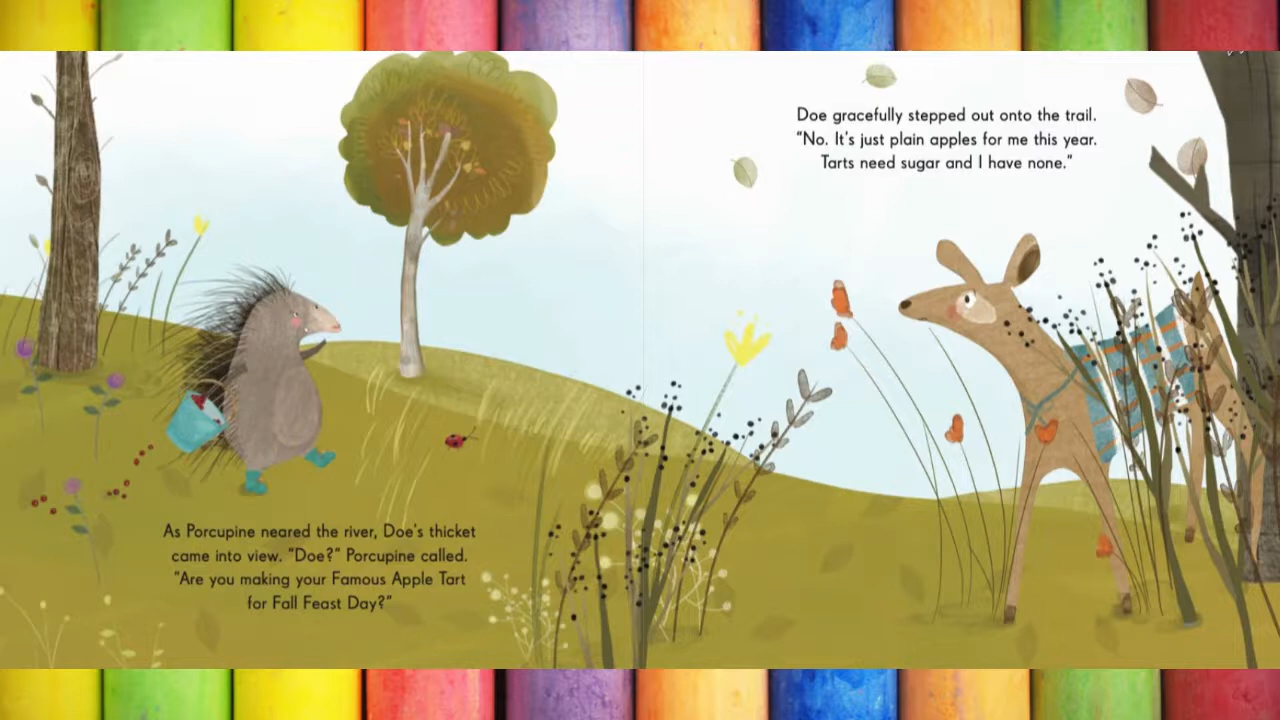 As Porcupine neared the river, Doe's thicket
came into view. "Doe?" Porcupine called.
"Are you making your Famous Apple Tart
for Fall Feast Day?"
Doe gracefully stepped out onto the trail.
"No. It's just plain apples for me this year.
Tarts need sugar and I have none."